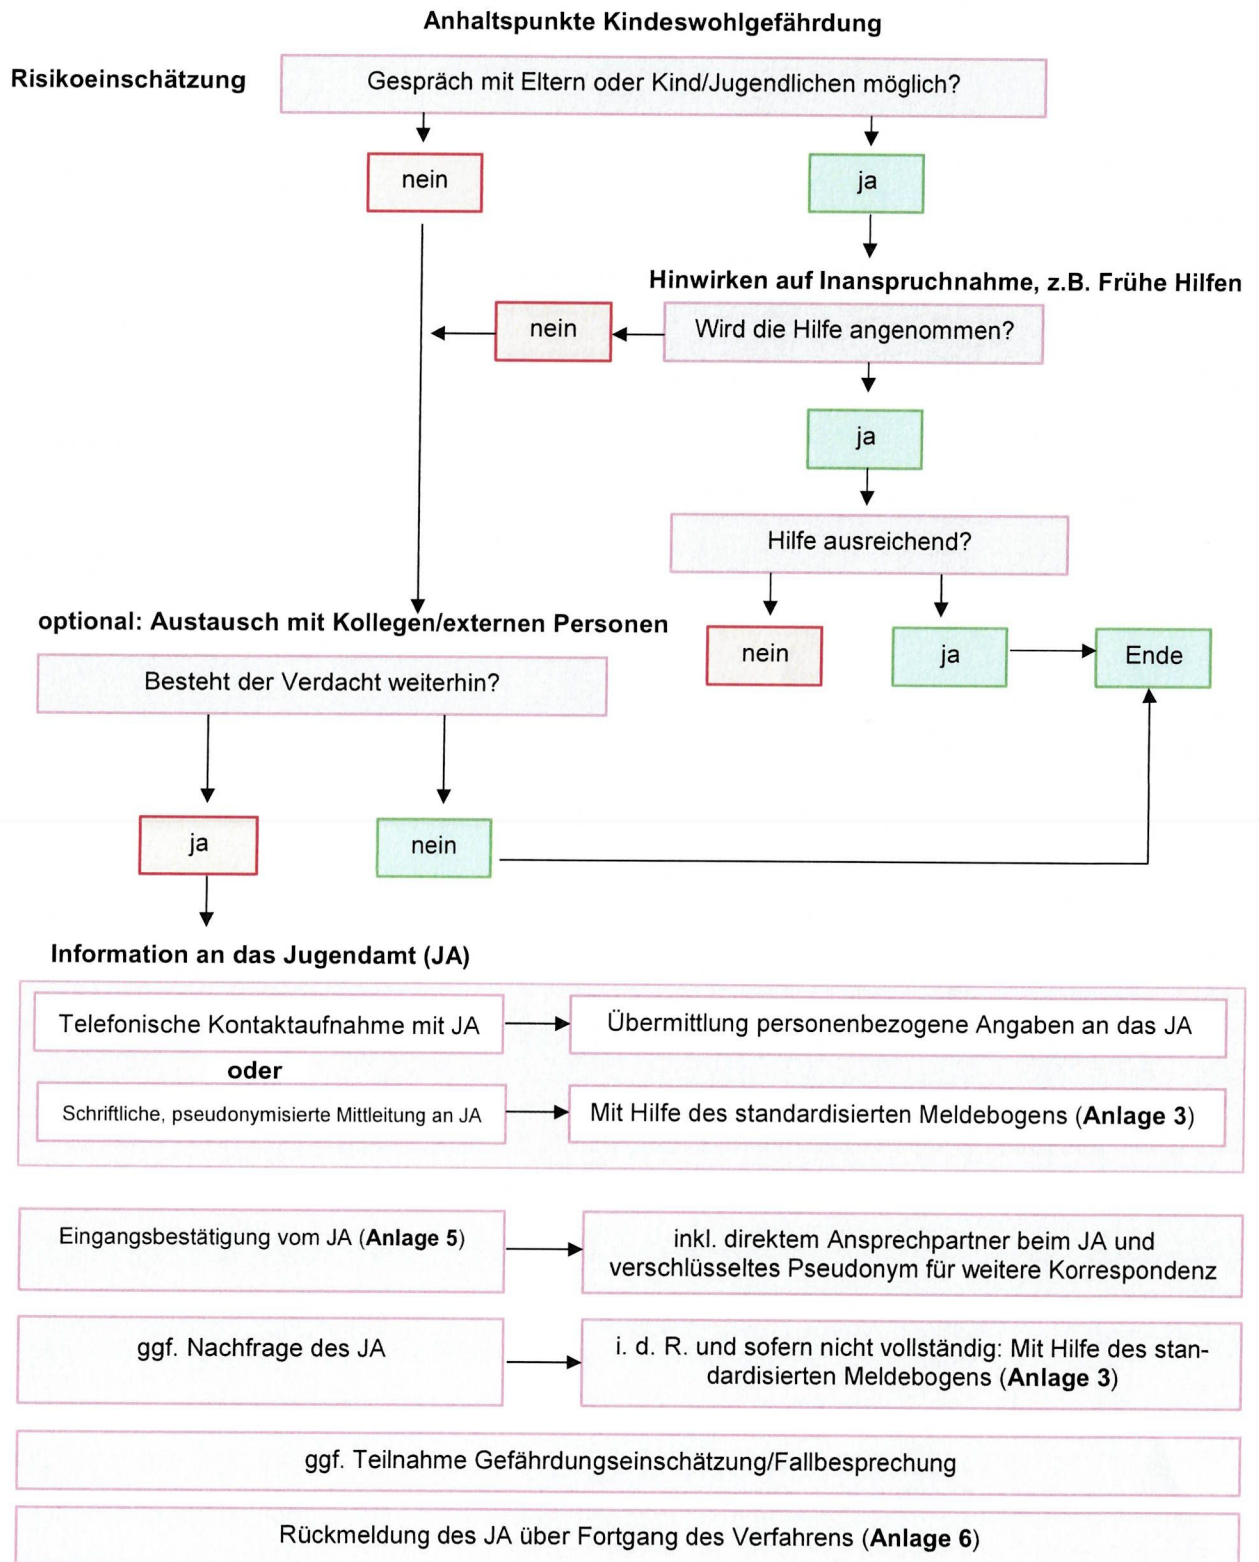 Anhaltspunkte Kindeswohlgefährdung
Risikoeinschätzung
Gespräch mit Eltern oder Kind/Jugendlichen möglich?
nein
ja
Hinwirken auf Inanspruchnahme, z.B. Frühe Hilfen
nein
Wird die Hilfe angenommen?
ja
Hilfe ausreichend?
optional: Austausch mit Kollegen/externen Personen
nein
ja
Ende
Besteht der Verdacht weiterhin?
ja
nein
Information an das Jugendamt (JA)
Telefonische Kontaktaufnahme mit JA
Übermittlung personenbezogene Angaben an das JA
oder
Schriftliche, pseudonymisierte Mittleitung an JA
Mit Hilfe des standardisierten Meldebogens (Anlage 3)
Eingangsbestätigung vom JA (Anlage 5)
inkl. direktem Ansprechpartner beim JA und
verschlüsseltes Pseudonym für weitere Korrespondenz
ggf. Nachfrage des JA
i. d. R. und sofern nicht vollständig: Mit Hilfe des stan-
dardisierten Meldebogens (Anlage 3)
ggf. Teilnahme Gefährdungseinschätzung/Fallbesprechung
Rückmeldung des JA über Fortgang des Verfahrens (Anlage 6)